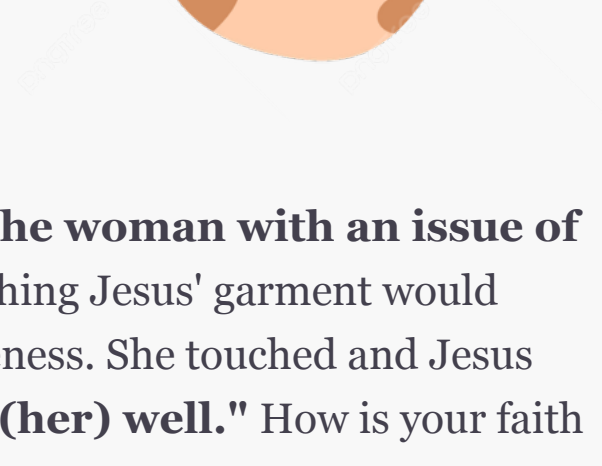 he woman with an issue of
hing Jesus' garment would
ness. She touched and Jesus
(her) well." How is your faith